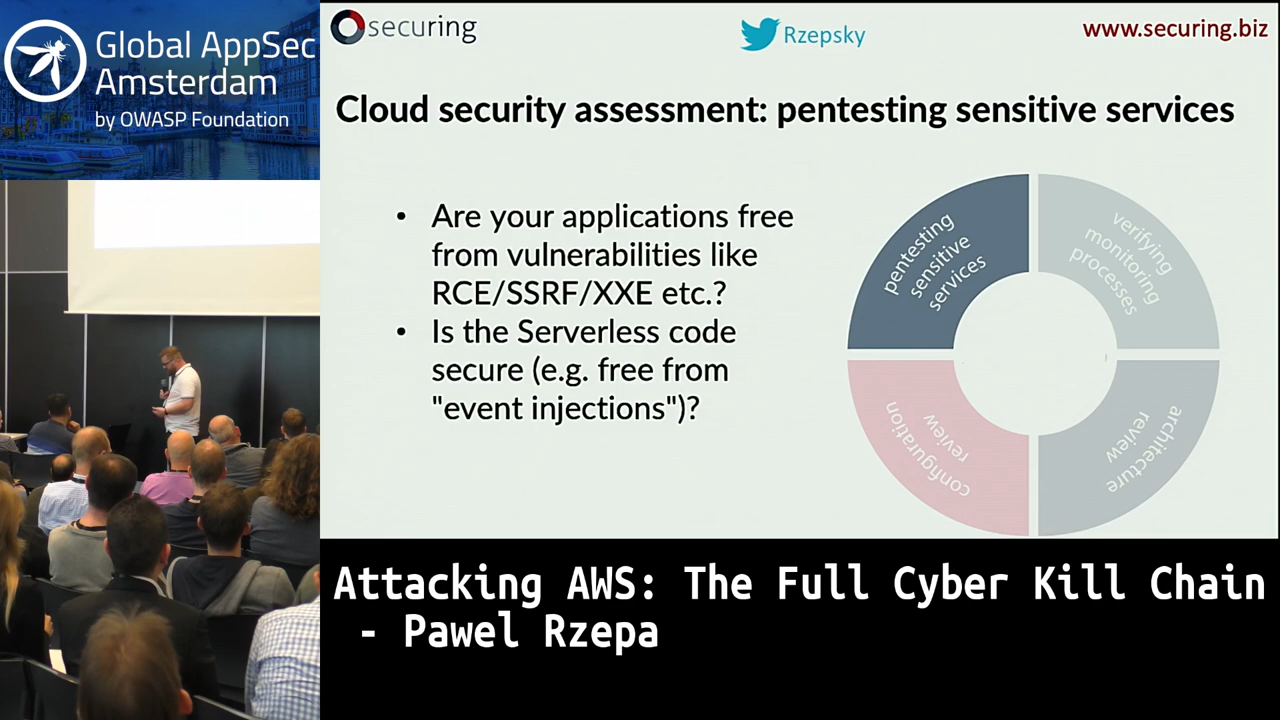 Global AppSec
Amsterdam
by OWASP Foundation
securing
Rzepsky
www.securing.biz
Cloud security assessment: pentesting sensitive services
• Are your applications free
from vulnerabilities like
RCE/SSRF/XXE etc.?
• Is the Serverless code
secure (e.g. free from
"event injections")?
pentesting
sensitive
services
verifying
monitoring
processes
configuration
review
architecture
review
Attacking AWS: The Full Cyber Kill Chain
- Pawel Rzepa